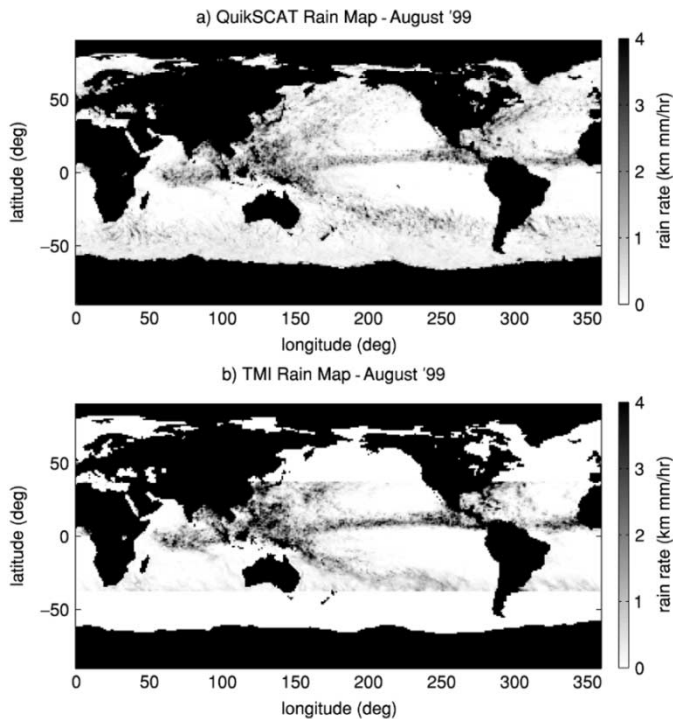 a) QuikSCAT Rain Map - August '99
4
50
3
0
2
-50
1
0
latitude (deg)
rain rate (km mm/hr)
0 50 100 150 200 250 300 350
longitude (deg)
b) TMI Rain Map - August '99
4
50
3
0
2
-50
1
0
latitude (deg)
rain rate (km mm/hr)
0 50 100 150 200 250 300 350
longitude (deg)